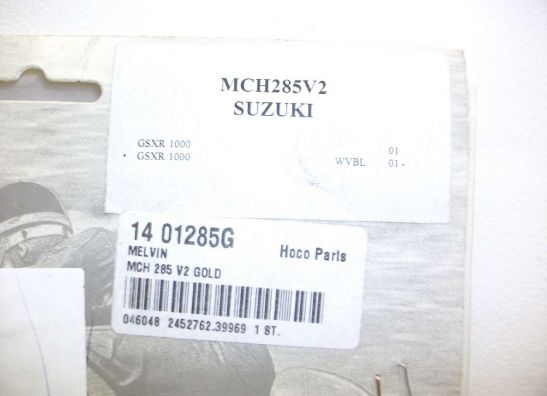 MCH285V2
SUZUKI
GSXR 1000 01
• GSXR 1000 WVBL 01 -
14 01285G
MELVIN Hoco Parts
MCH 285 V2 GOLD
046048 2452762.39969 1 ST.